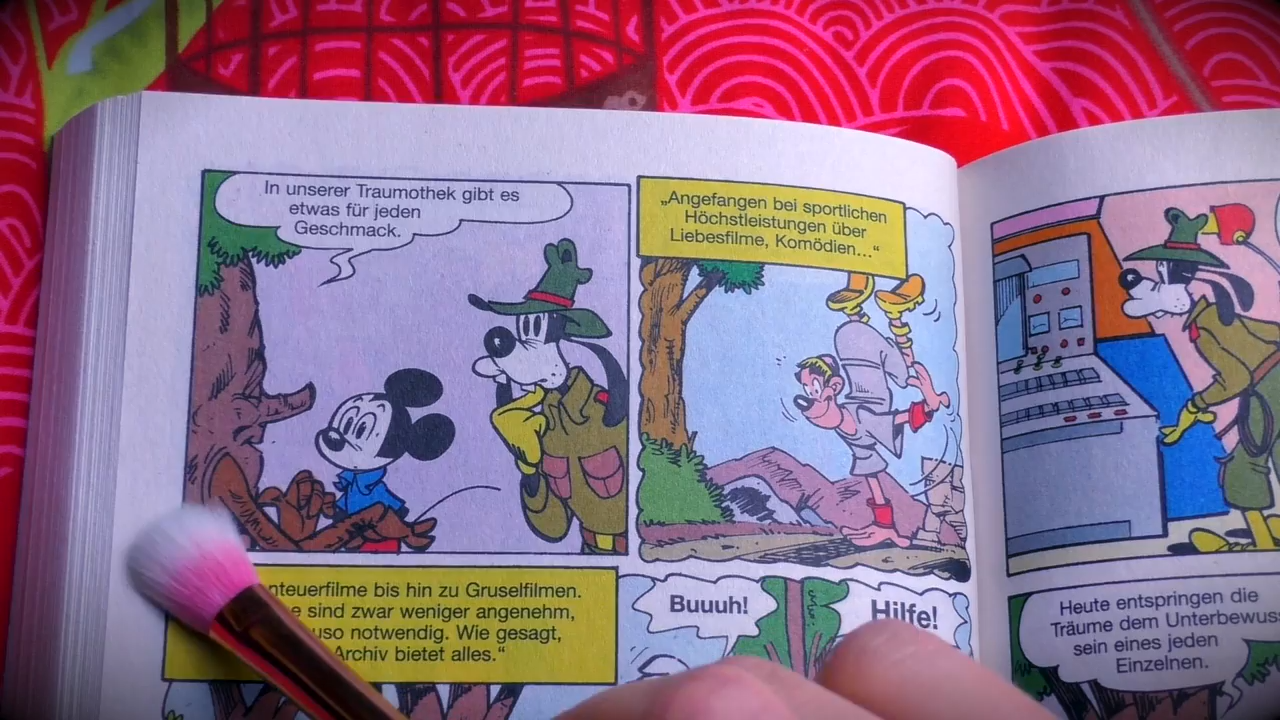 In unserer Traumothek gibt es
etwas für jeden
Geschmack.
„Angefangen bei sportlichen
Höchstleistungen über
Liebesfilme, Komödien...“
nteuerfilme bis hin zu Gruselfilmen.
e sind zwar weniger angenehm,
uso notwendig. Wie gesagt,
Archiv bietet alles.“
Buuuh!
Hilfe!
Heute entspringen die
Träume dem Unterbewus
sein eines jeden
Einzelnen.